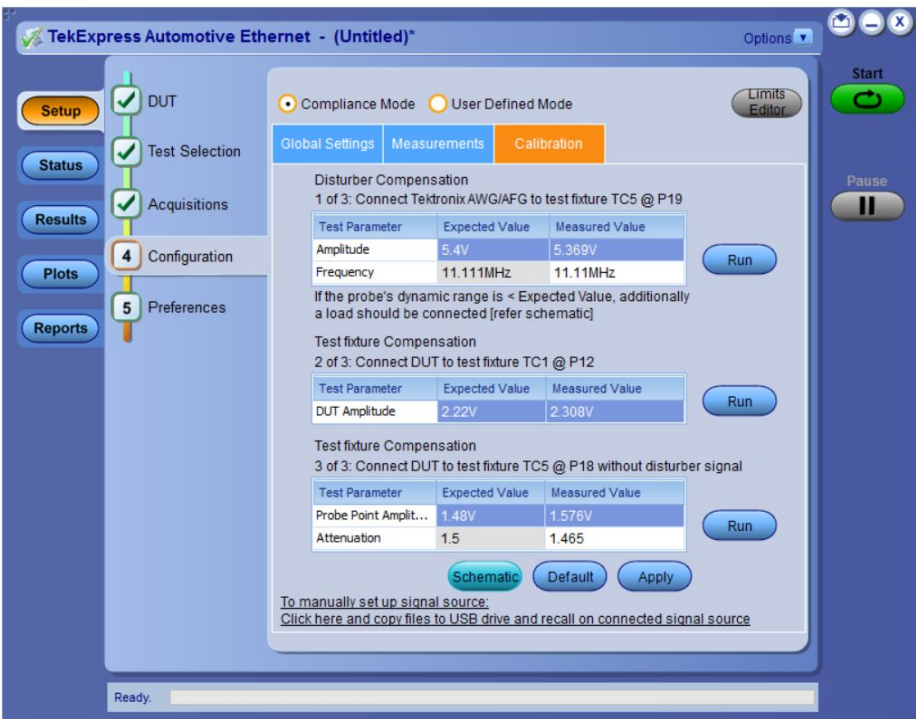 TekExpress Automotive Ethernet - (Untitled)*
Options
Start
Pause
Setup
Status
Results
Plots
Reports
DUT
Test Selection
Acquisitions
4 Configuration
5 Preferences
Compliance Mode User Defined Mode
Limits
Editor
Global Settings Measurements Calibration
Disturber Compensation
1 of 3: Connect Tektronix AWG/AFG to test fixture TC5 @ P19
Test Parameter Expected Value Measured Value
Amplitude 5.4V 5.369V
Frequency 11.111MHz 11.11MHz
Run
If the probe's dynamic range is < Expected Value, additionally
a load should be connected [refer schematic]
Test fixture Compensation
2 of 3: Connect DUT to test fixture TC1 @ P12
Test Parameter Expected Value Measured Value
DUT Amplitude 2.22V 2.308V
Run
Test fixture Compensation
3 of 3: Connect DUT to test fixture TC5 @ P18 without disturber signal
Test Parameter Expected Value Measured Value
Probe Point Amplit... 1.48V 1.576V
Attenuation 1.5 1.465
Run
Schematic Default Apply
To manually set up signal source:
Click here and copy files to USB drive and recall on connected signal source
Ready.